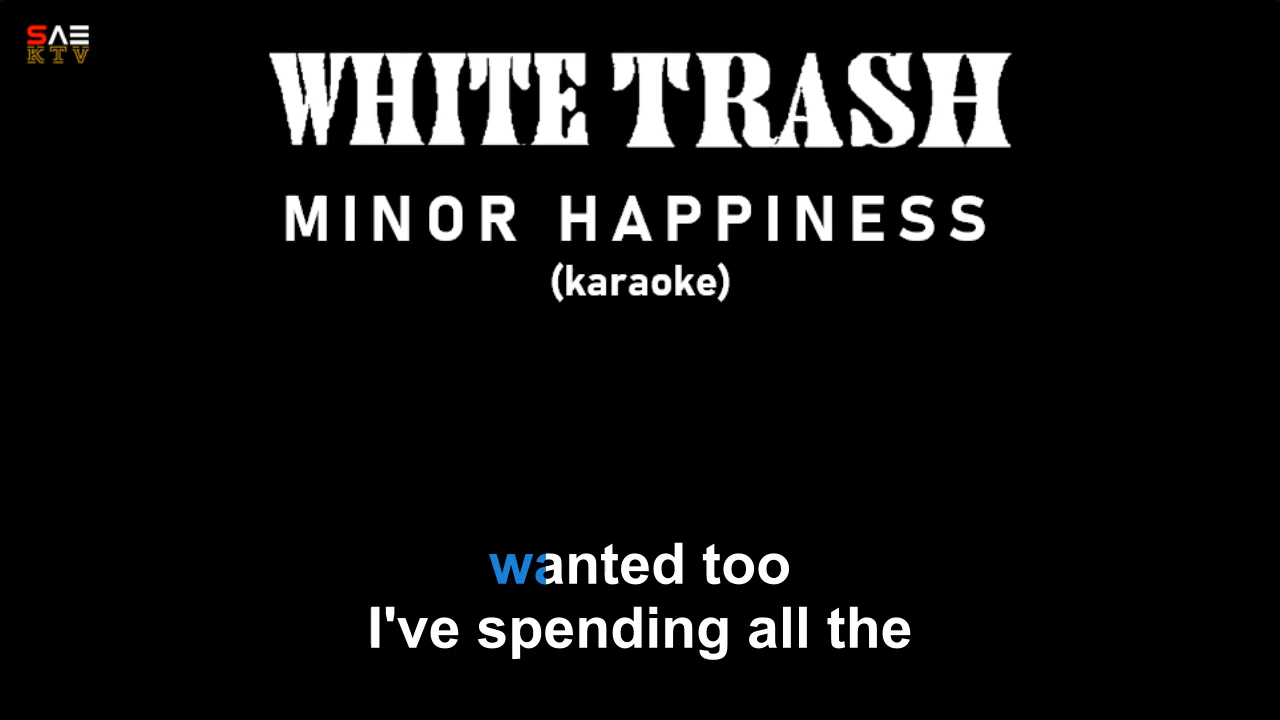 SAE
KTV
WHITE TRASH
MINOR HAPPINESS
(karaoke)
wanted too
I've spending all the